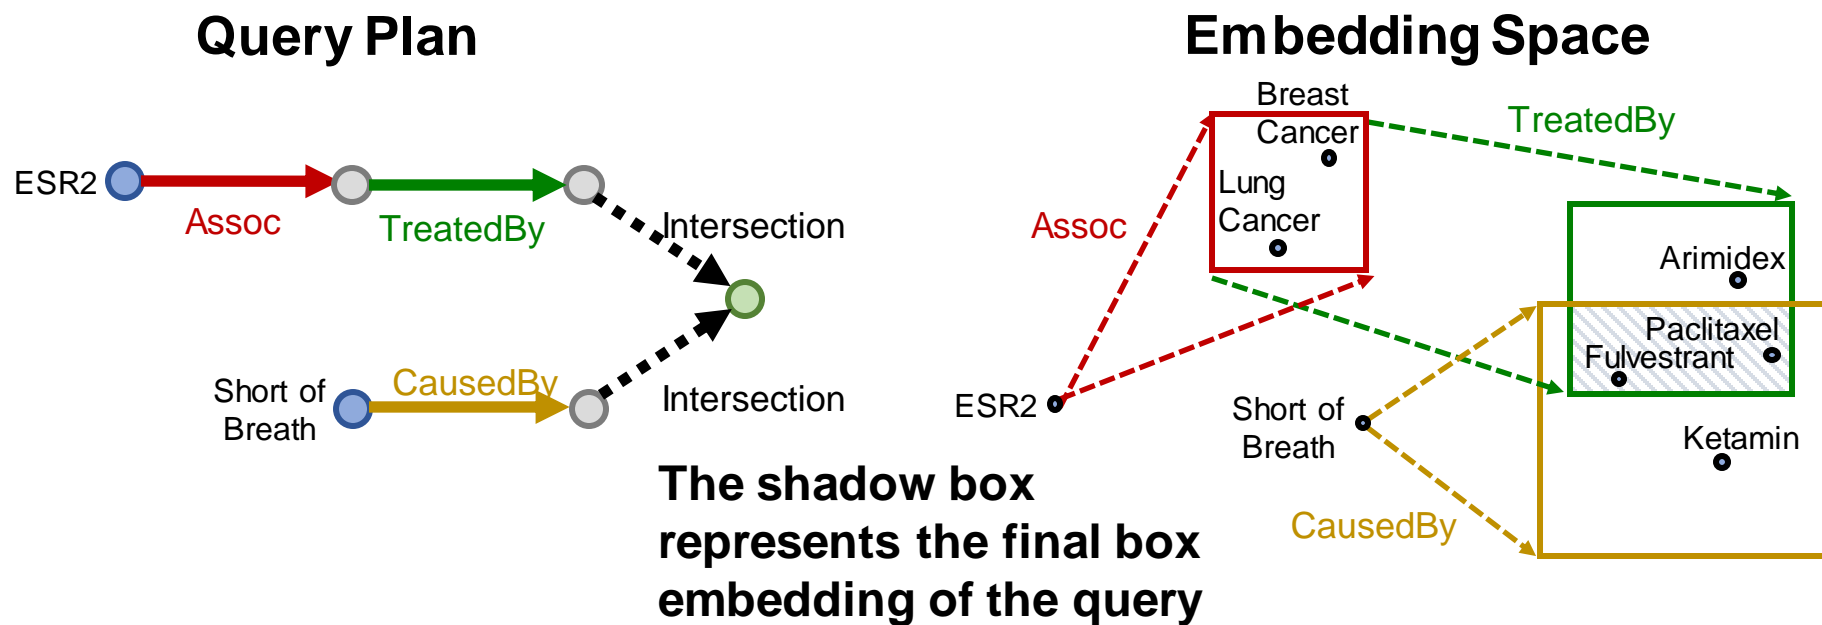 Query Plan
ESR2
Assoc
TreatedBy
Intersection
Short of
Breath
CausedBy
Intersection
Embedding Space
Breast
Cancer
Lung
Cancer
TreatedBy
Assoc
Arimidex
Paclitaxel
Fulvestrant
ESR2
Short of
Breath
Ketamin
CausedBy
The shadow box
represents the final box
embedding of the query